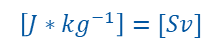 [J * kg⁻¹] = [Sv]